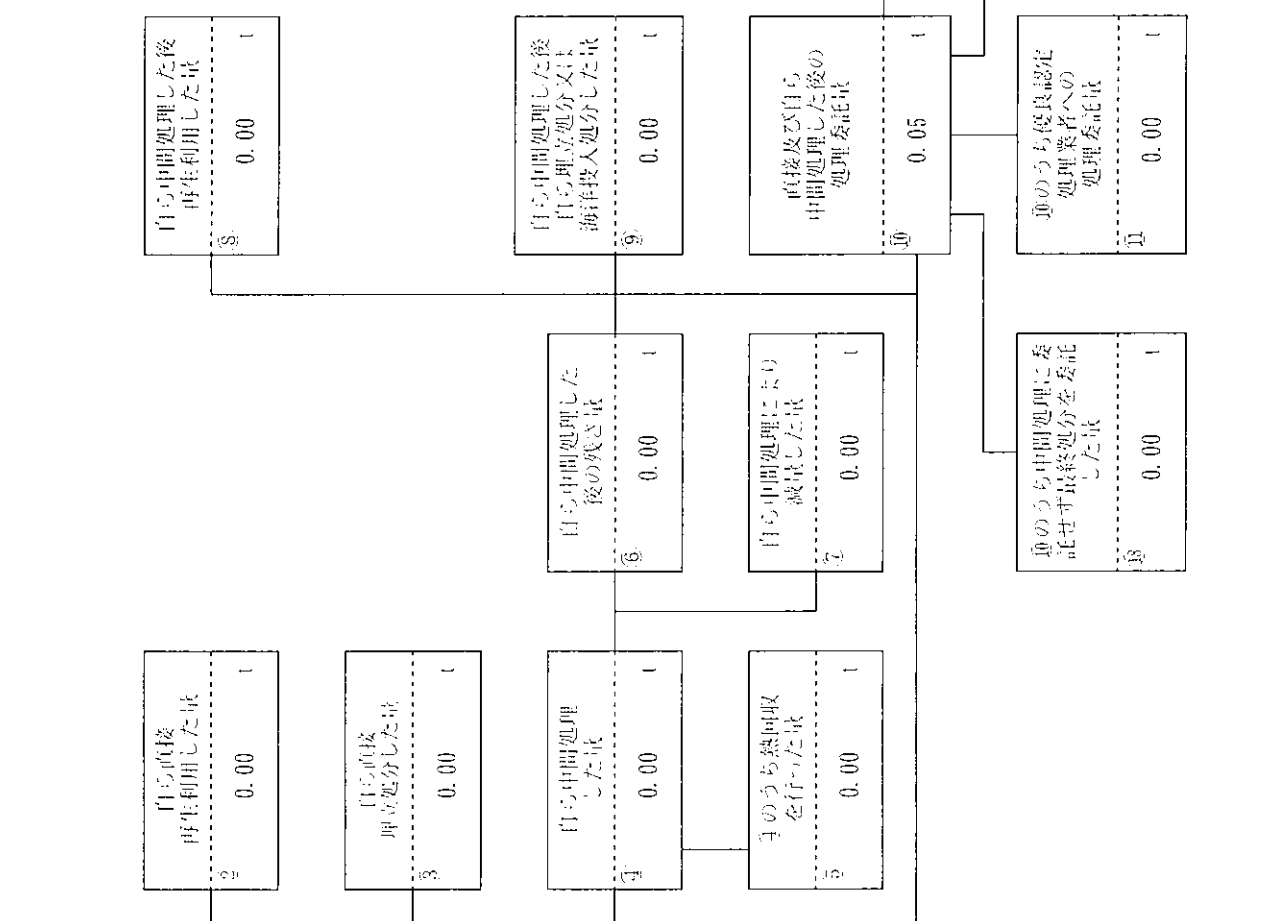 自ら直接
再生利用した量
② 0.00 t
自ら直接
埋立処分した量
③ 0.00 t
自ら中間処理
した量
④ 0.00 t
④のうち熱回収
を行った量
⑤ 0.00 t
自ら中間処理した
後の残さ量
⑥ 0.00 t
自ら中間処理により
減量した量
⑦ 0.00 t
自ら中間処理した後
再生利用した量
⑧ 0.00 t
自ら中間処理した後
自ら埋立処分又は
海洋投入処分した量
⑨ 0.00 t
直接及び自ら
中間処理した後の
処理委託量
⑩ 0.05 t
⑩のうち優良認定
処理業者への
処理委託量
⑪ 0.00 t
⑩のうち中間処理に委
託せず最終処分を委託
した量
⑬ 0.00 t